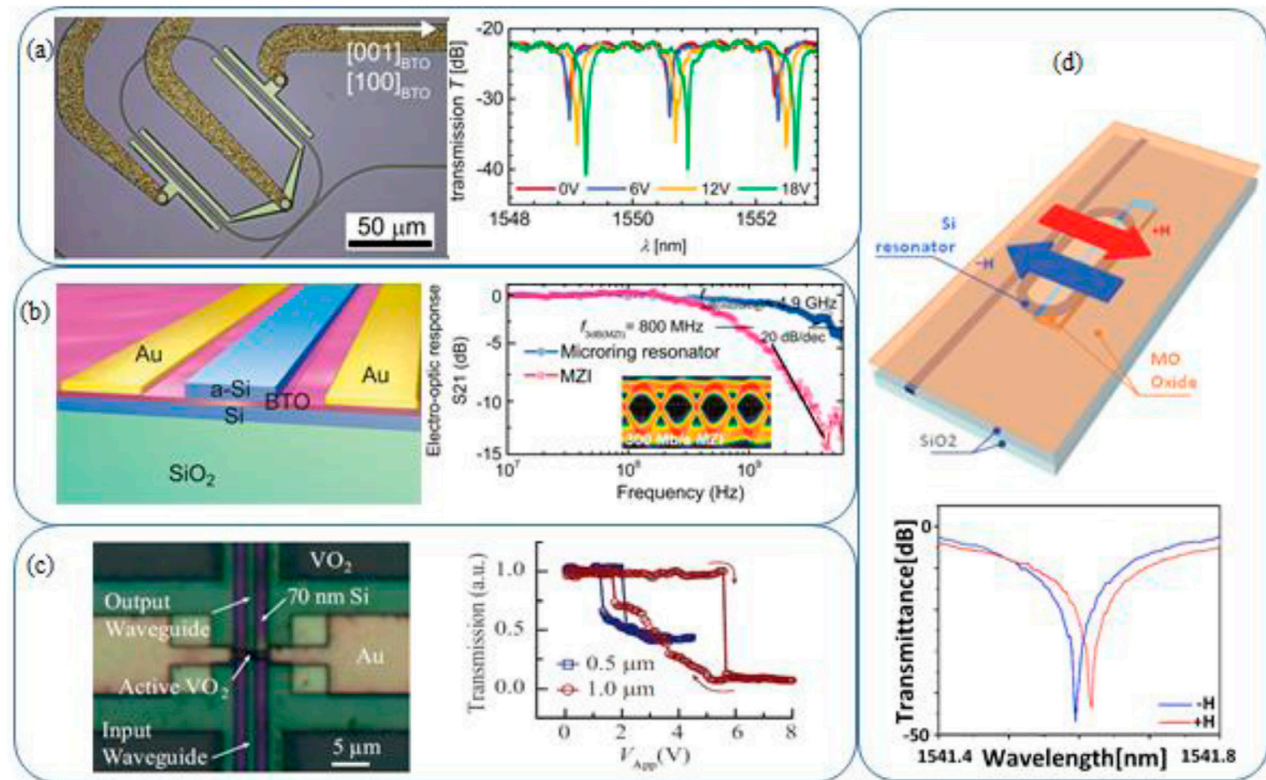 (a)
[001]BTO
[100]BTO
50 μm
transmission T [dB]
-20
-30
-40
0V 6V 12V 18V
1548 1550 1552
λ [nm]
(b)
Au
a-Si
Au
BTO
Si
SiO2
Electro-optic response
S21 (dB)
0
-5
-10
-15
4.9 GHz
f3dB(MZI) = 800 MHz
20 dB/dec
Microring resonator
MZI
300 Mb/s MZI
10^7 10^8 10^9
Frequency (Hz)
(c)
VO2
Output
Waveguide
70 nm Si
Au
Active VO2
Input
Waveguide
5 μm
Transmission (a.u.)
1.0
0.5
0.0
0.5 μm
1.0 μm
0 2 4 6 8
VApp(V)
(d)
Si
resonator
+H
-H
MO
Oxide
SiO2
Transmittance[dB]
0
-50
-H
+H
1541.4 Wavelength[nm] 1541.8